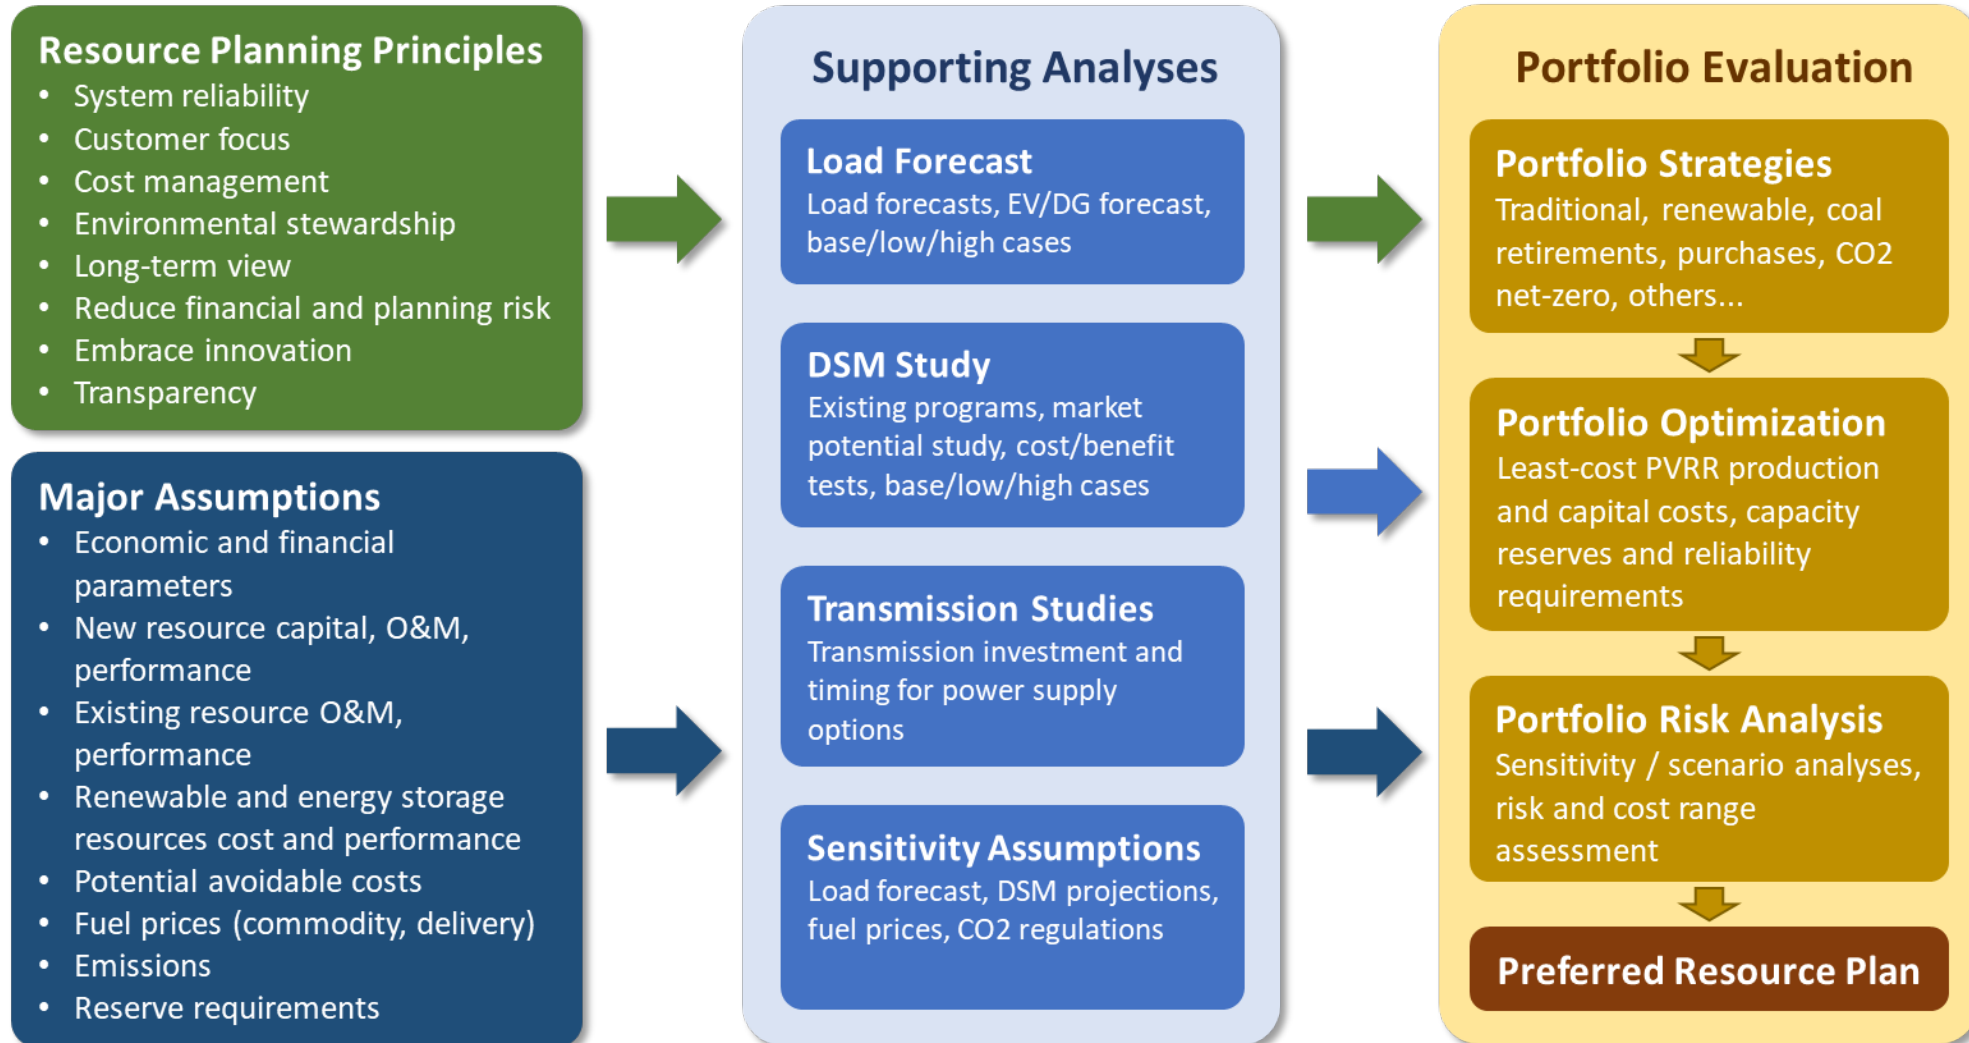 Resource Planning Principles
• System reliability
• Customer focus
• Cost management
• Environmental stewardship
• Long-term view
• Reduce financial and planning risk
• Embrace innovation
• Transparency
Major Assumptions
• Economic and financial
parameters
• New resource capital, O&M,
performance
• Existing resource O&M,
performance
• Renewable and energy storage
resources cost and performance
• Potential avoidable costs
• Fuel prices (commodity, delivery)
• Emissions
• Reserve requirements
Supporting Analyses
Load Forecast
Load forecasts, EV/DG forecast,
base/low/high cases
DSM Study
Existing programs, market
potential study, cost/benefit
tests, base/low/high cases
Transmission Studies
Transmission investment and
timing for power supply
options
Sensitivity Assumptions
Load forecast, DSM projections,
fuel prices, CO2 regulations
Portfolio Evaluation
Portfolio Strategies
Traditional, renewable, coal
retirements, purchases, CO2
net-zero, others...
Portfolio Optimization
Least-cost PVRR production
and capital costs, capacity
reserves and reliability
requirements
Portfolio Risk Analysis
Sensitivity / scenario analyses,
risk and cost range
assessment
Preferred Resource Plan